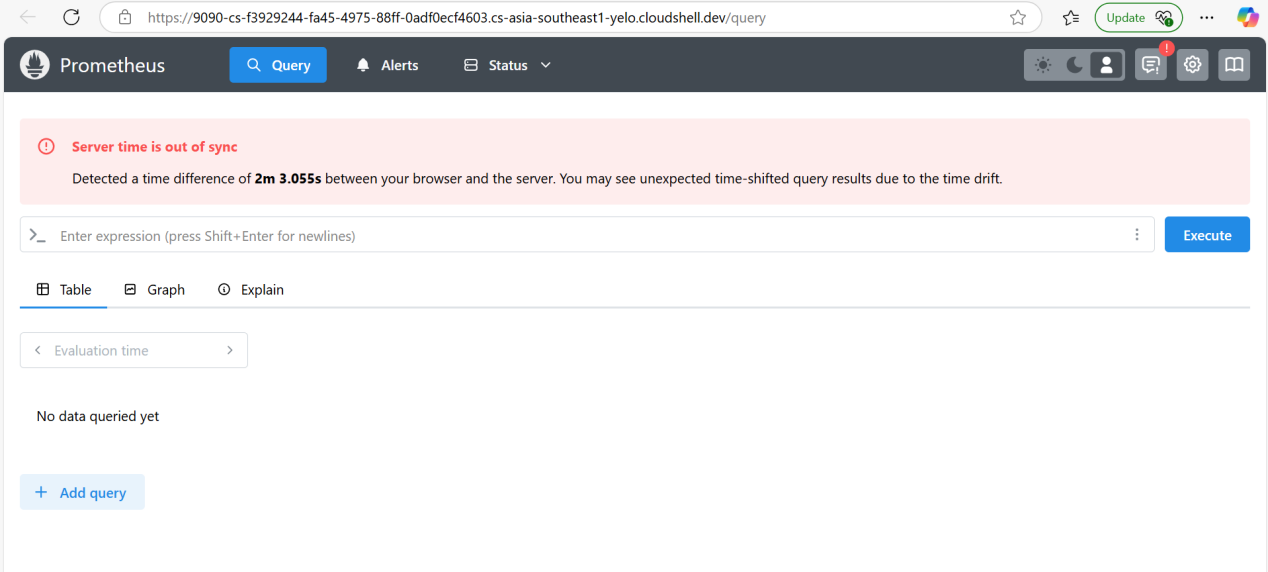 https://9090-cs-f3929244-fa45-4975-88ff-0adf0ecf4603.cs-asia-southeast1-yelo.cloudshell.dev/query
Update
Prometheus
Query
Alerts
Status
Server time is out of sync
Detected a time difference of 2m 3.055s between your browser and the server. You may see unexpected time-shifted query results due to the time drift.
Enter expression (press Shift+Enter for newlines)
Execute
Table
Graph
Explain
Evaluation time
No data queried yet
Add query